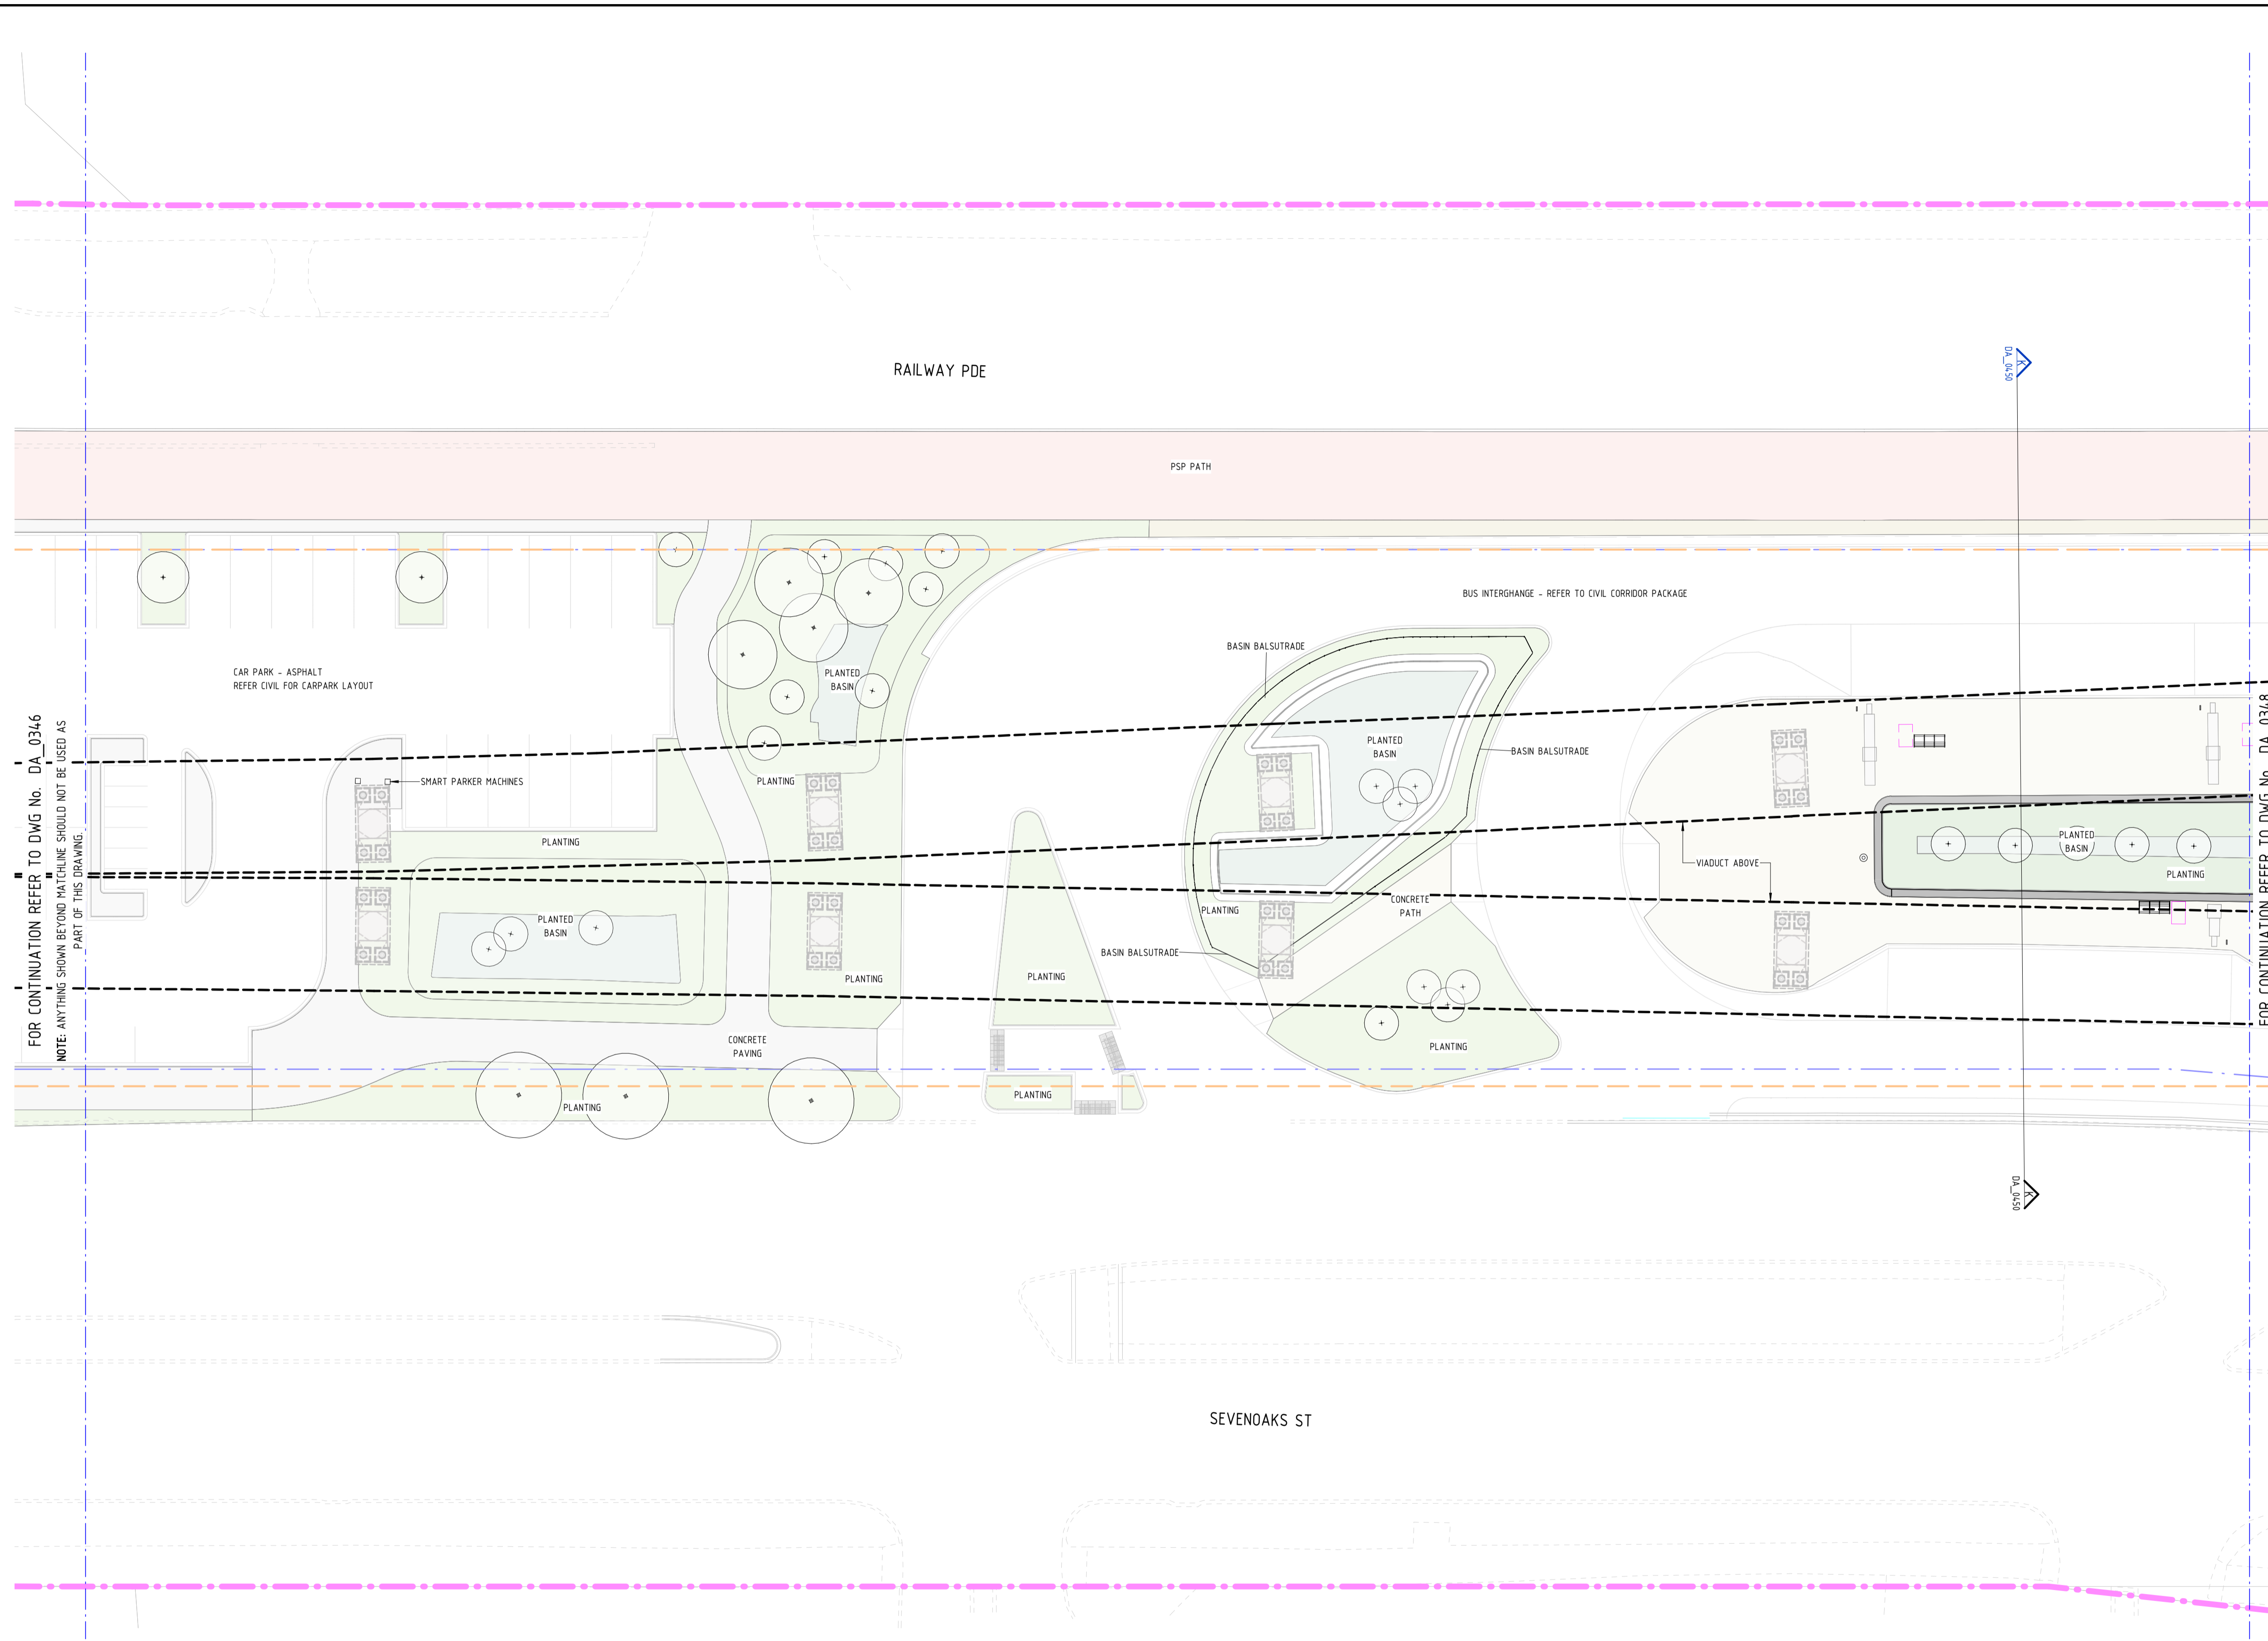 RAILWAY PDE
K
DA_0450
PSP PATH
BUS INTERGHANGE - REFER TO CIVIL CORRIDOR PACKAGE
CAR PARK - ASPHALT
REFER CIVIL FOR CARPARK LAYOUT
PLANTED
BASIN
BASIN BALSUTRADE
PLANTED
BASIN
BASIN BALSUTRADE
SMART PARKER MACHINES
PLANTING
PLANTING
PLANTED
BASIN
PLANTING
PLANTED
BASIN
PLANTING
PLANTING
PLANTING
BASIN BALSUTRADE
CONCRETE
PATH
VIADUCT ABOVE
PLANTED
BASIN
PLANTING
CONCRETE
PAVING
PLANTING
PLANTING
PLANTING
K
DA_0450
SEVENOAKS ST
FOR CONTINUATION REFER TO DWG No. DA_0346
NOTE: ANYTHING SHOWN BEYOND MATCHLINE SHOULD NOT BE USED AS
PART OF THIS DRAWING.
FOR CONTINUATION REFER TO DWG No. DA_0348